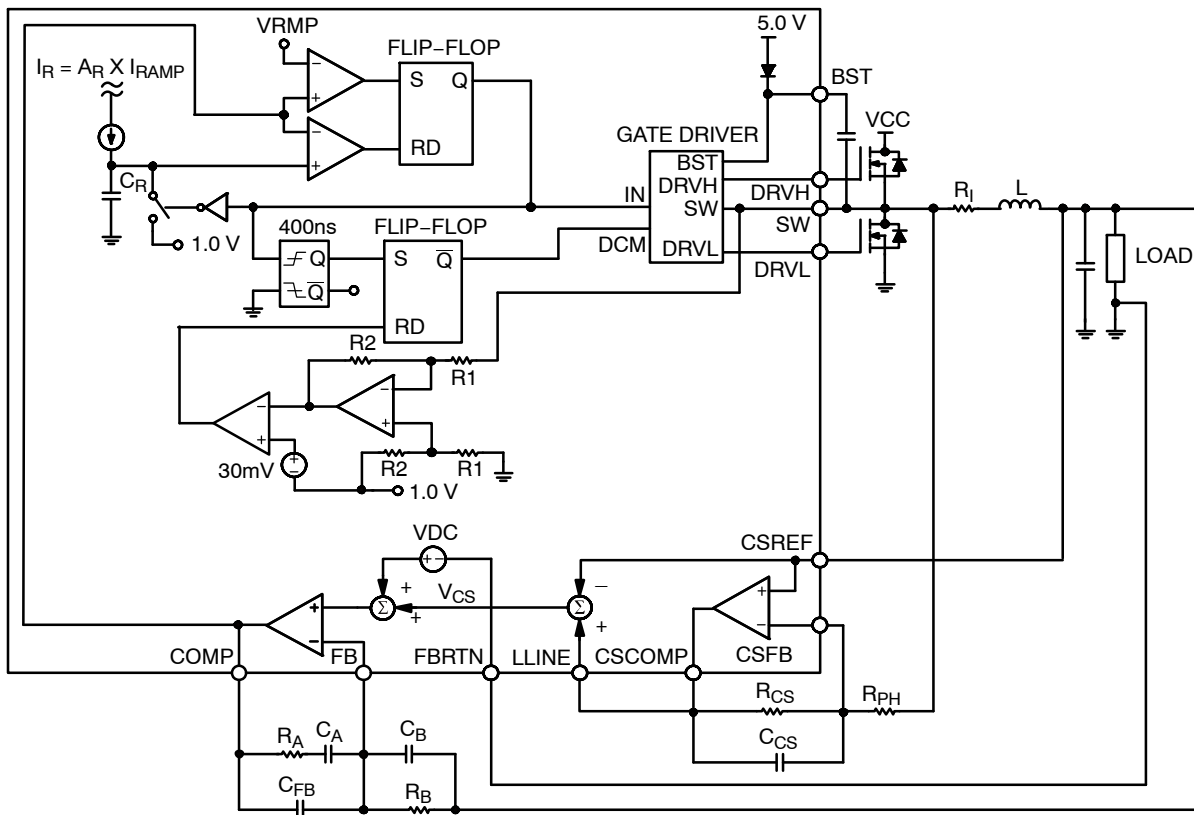 5.0 V
VRMP
FLIP−FLOP
BST
I_R = A_R X I_RAMP
S Q
VCC
GATE DRIVER
RD
BST
C_R
DRVH
DRVH
IN
R_I
L
SW
SW
1.0 V
400ns
FLIP−FLOP
DCM
DRVL
DRVL
LOAD
Q
S Q̅
Q̅
RD
R2
R1
−
+
−
+
−
+
−
+
30mV
+
−
R2
R1
1.0 V
VDC
CSREF
+ −
+
V_CS
−
+
+
−
Σ
+
Σ
+
+
−
COMP
FB
FBRTN
LLINE
CSCOMP
CSFB
R_CS
R_PH
R_A
C_A
C_B
C_CS
C_FB
R_B